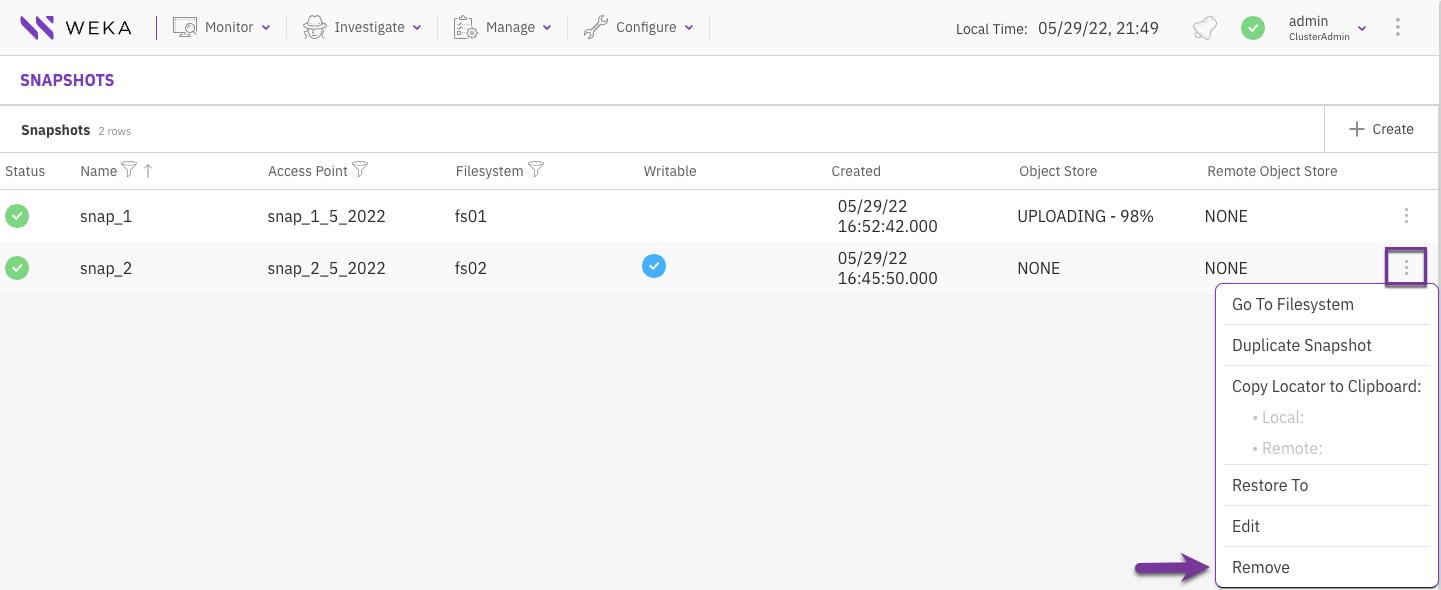 WEKA Monitor Investigate Manage Configure Local Time: 05/29/22, 21:49 admin
ClusterAdmin
SNAPSHOTS
Snapshots 2 rows Create
Status Name Access Point Filesystem Writable Created Object Store Remote Object Store
snap_1 snap_1_5_2022 fs01 05/29/22 16:52:42.000 UPLOADING - 98% NONE
snap_2 snap_2_5_2022 fs02 05/29/22 16:45:50.000 NONE NONE
Go To Filesystem
Duplicate Snapshot
Copy Locator to Clipboard:
• Local:
• Remote:
Restore To
Edit
Remove